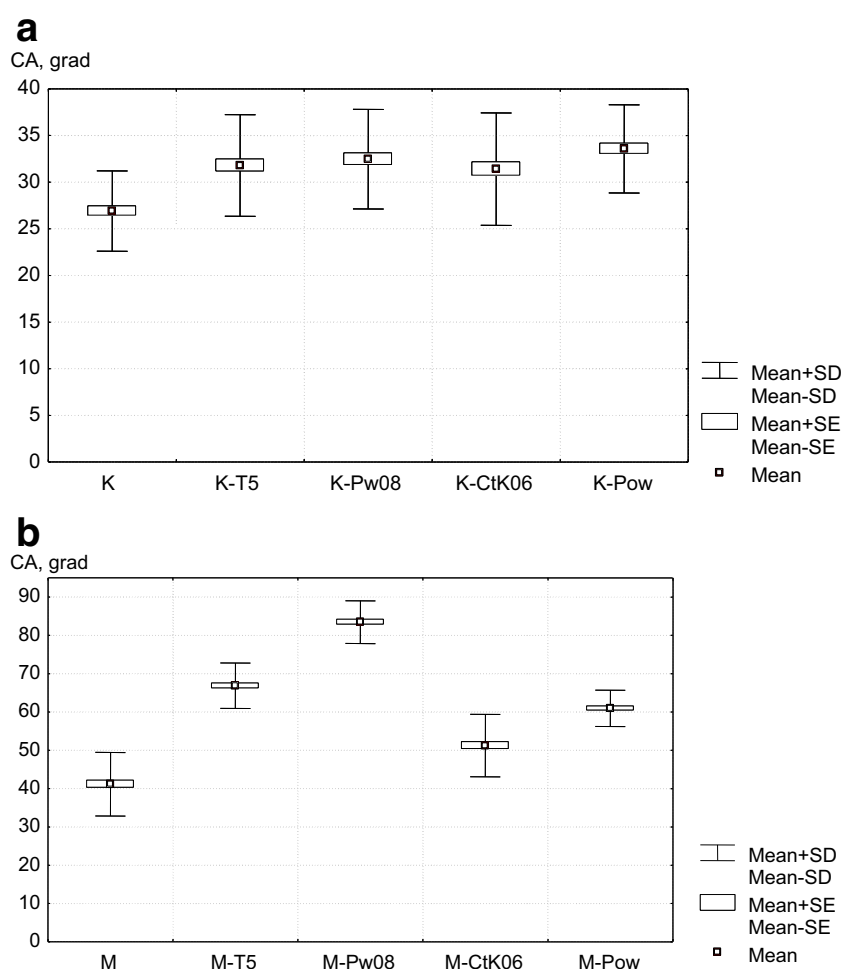 a
CA, grad
40
35
30
25
20
15
10
5
0
K K-T5 K-Pw08 K-CtK06 K-Pow
Mean+SD
Mean-SD
Mean+SE
Mean-SE
Mean
b
CA, grad
90
80
70
60
50
40
30
20
10
0
M M-T5 M-Pw08 M-CtK06 M-Pow
Mean+SD
Mean-SD
Mean+SE
Mean-SE
Mean